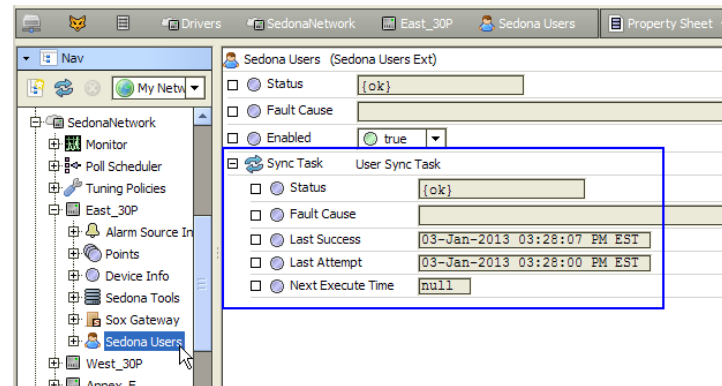 Drivers SedonaNetwork East_30P Sedona Users Property Sheet
Nav
My Netw
SedonaNetwork
Monitor
Poll Scheduler
Tuning Policies
East_30P
Alarm Source In
Points
Device Info
Sedona Tools
Sox Gateway
Sedona Users
West_30P
Annex_E
Sedona Users (Sedona Users Ext)
Status {ok}
Fault Cause
Enabled true
Sync Task User Sync Task
Status {ok}
Fault Cause
Last Success 03-Jan-2013 03:28:07 PM EST
Last Attempt 03-Jan-2013 03:28:00 PM EST
Next Execute Time null